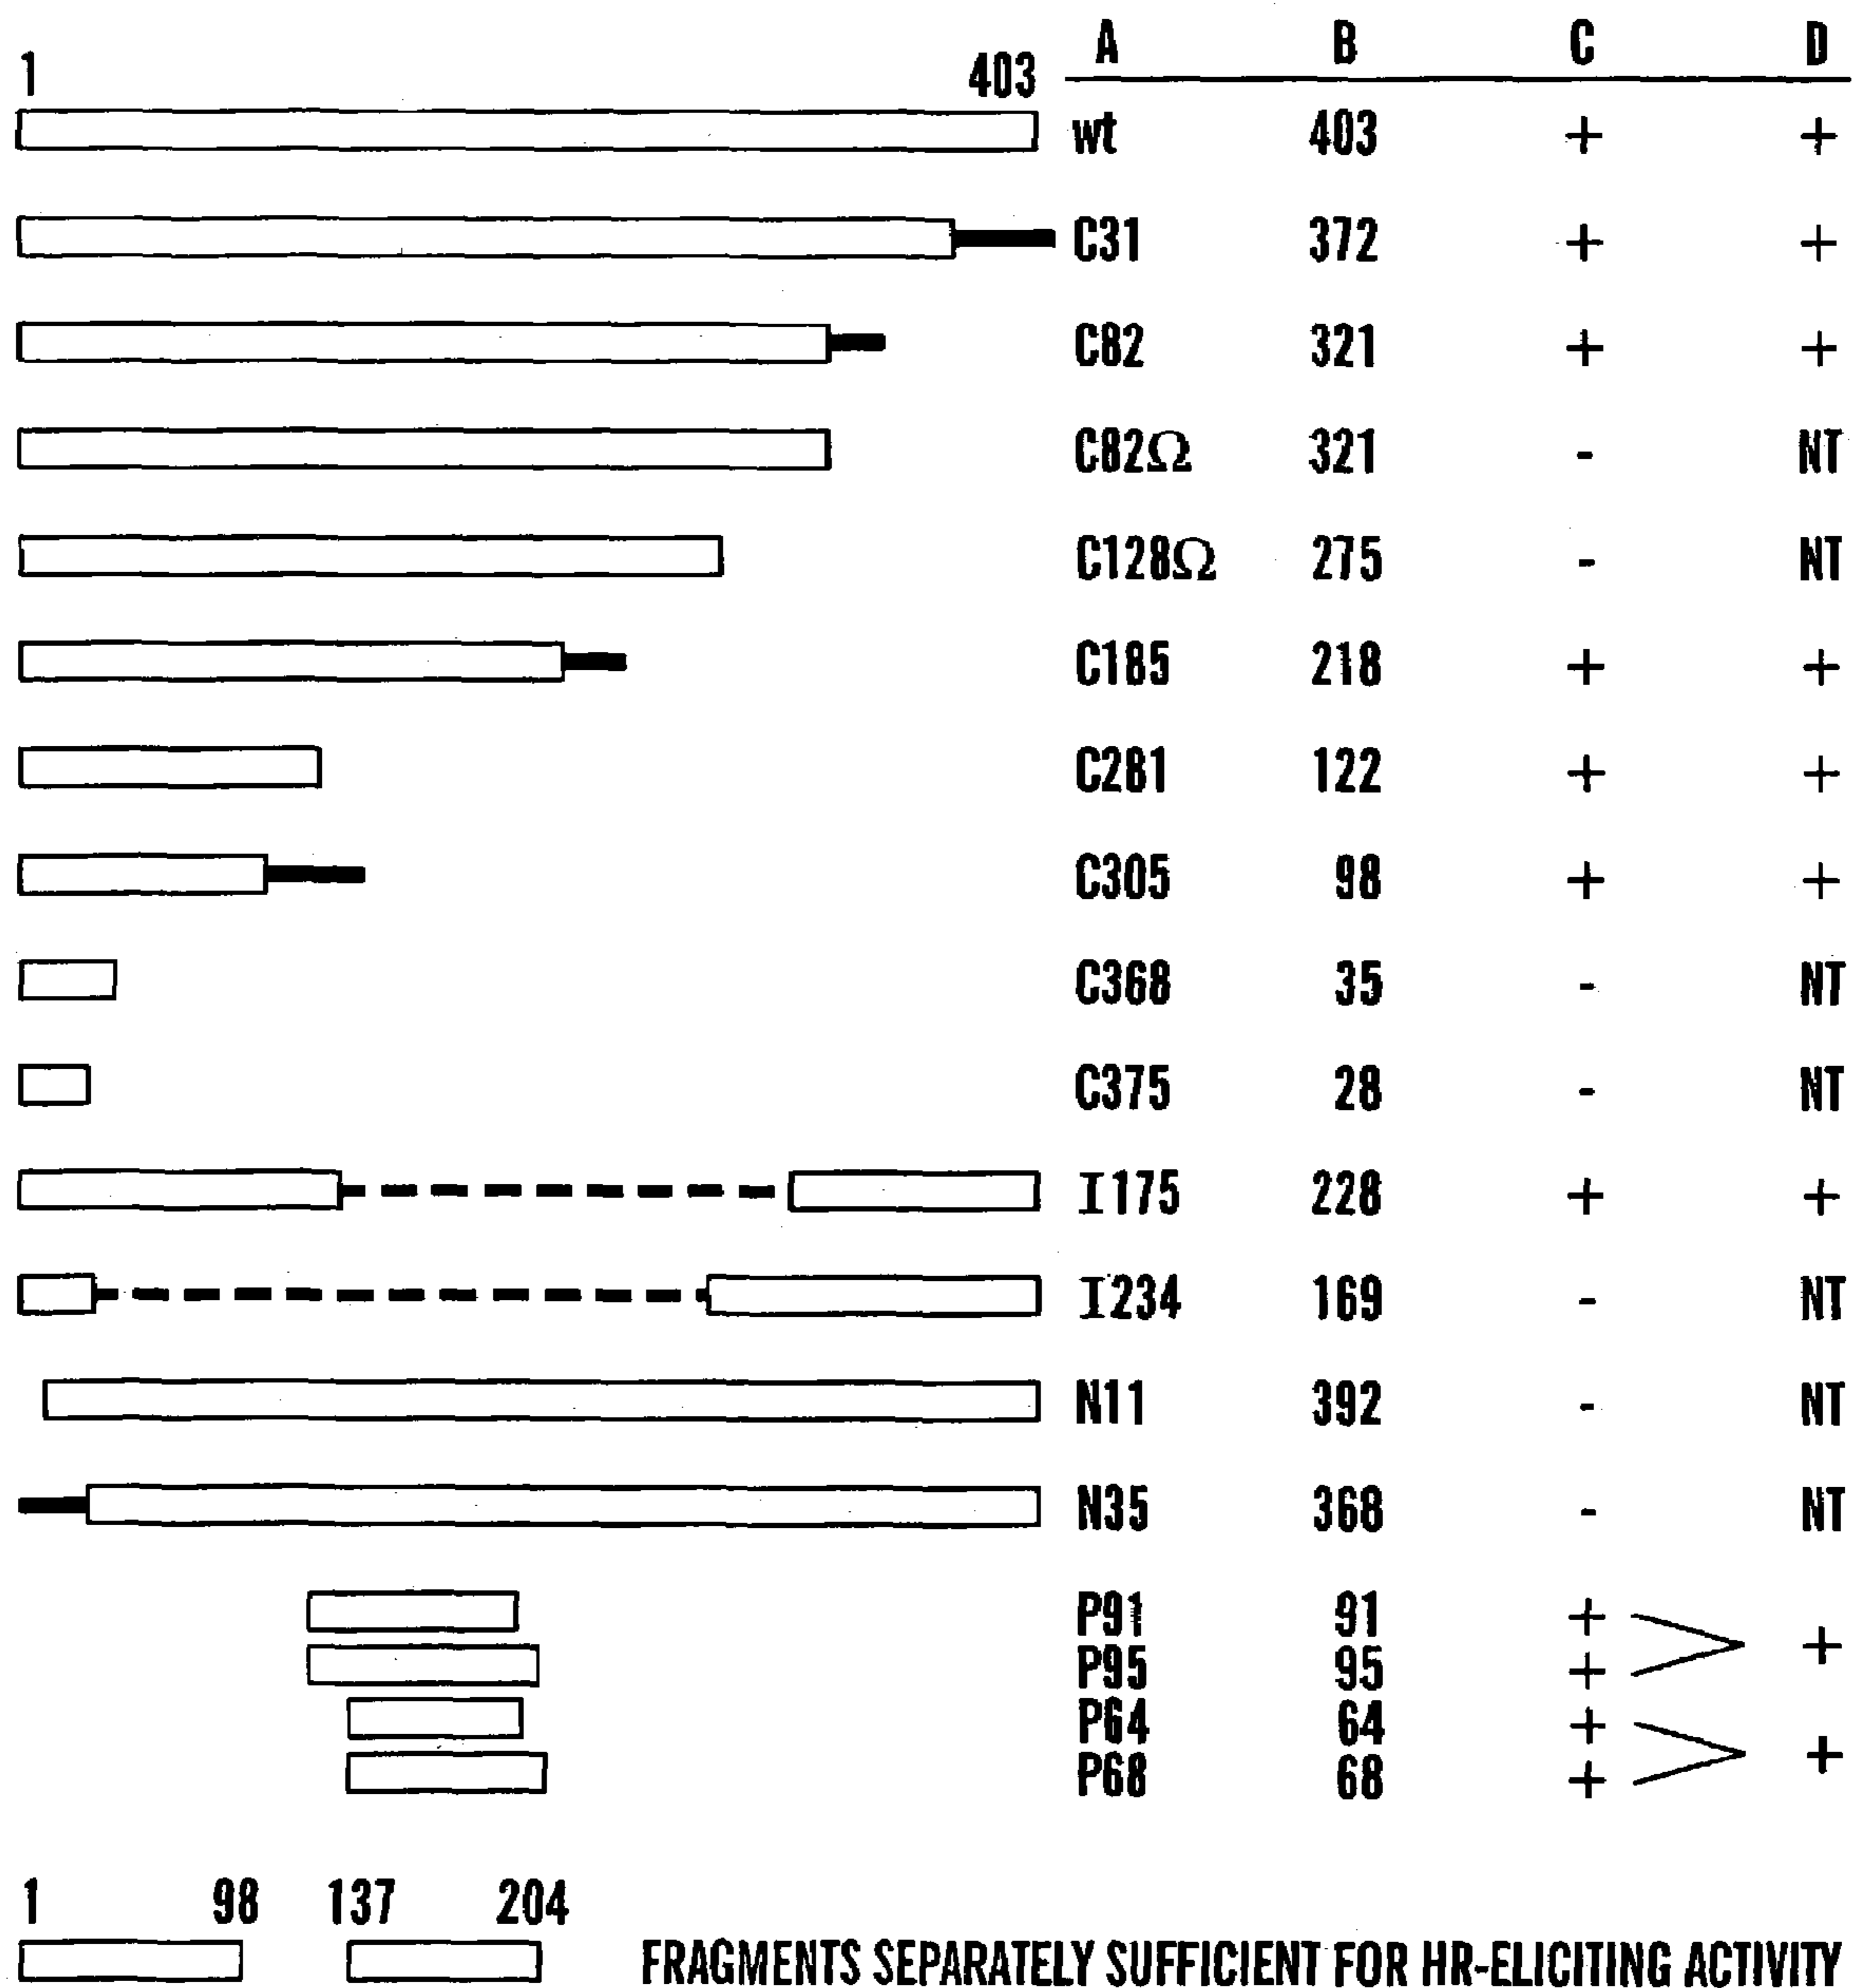 A B C D
1 403
wt 403 + +
C31 372 + +
C82 321 + +
C82Ω 321 - NT
C128Ω 275 - NT
C185 218 + +
C281 122 + +
C305 98 + +
C368 35 - NT
C375 28 - NT
I175 228 + +
I234 169 - NT
N11 392 - NT
N35 368 - NT
P91 91 +
+
P95 95 +
P64 64 +
+
P68 68 +
1 98 137 204
FRAGMENTS SEPARATELY SUFFICIENT FOR HR-ELICITING ACTIVITY